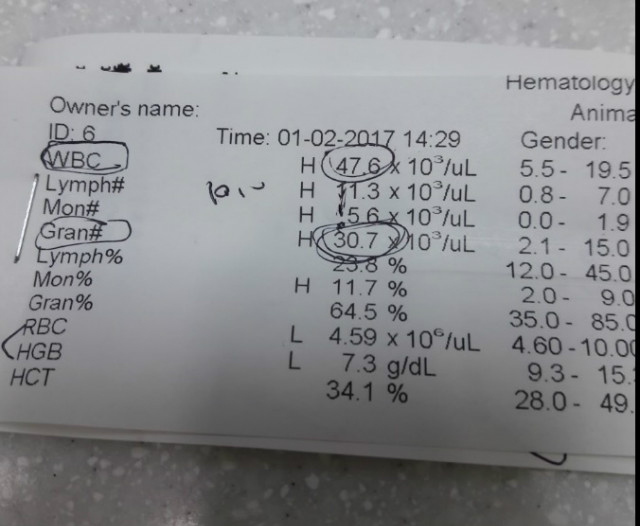 Hematology
Owner's name:
Anima
ID: 6 Time: 01-02-2017 14:29 Gender:
WBC H 47.6 x 10³/uL 5.5 - 19.5
Lymph# H 11.3 x 10³/uL 0.8 - 7.0
Mon# H 5.6 x 10³/uL 0.0 - 1.9
Gran# H 30.7 x 10³/uL 2.1 - 15.0
Lymph% 23.8 % 12.0 - 45.0
Mon% H 11.7 % 2.0 - 9.0
Gran% 64.5 % 35.0 - 85.0
RBC L 4.59 x 10⁶/uL 4.60 - 10.00
HGB L 7.3 g/dL 9.3 - 15.
HCT 34.1 % 28.0 - 49.